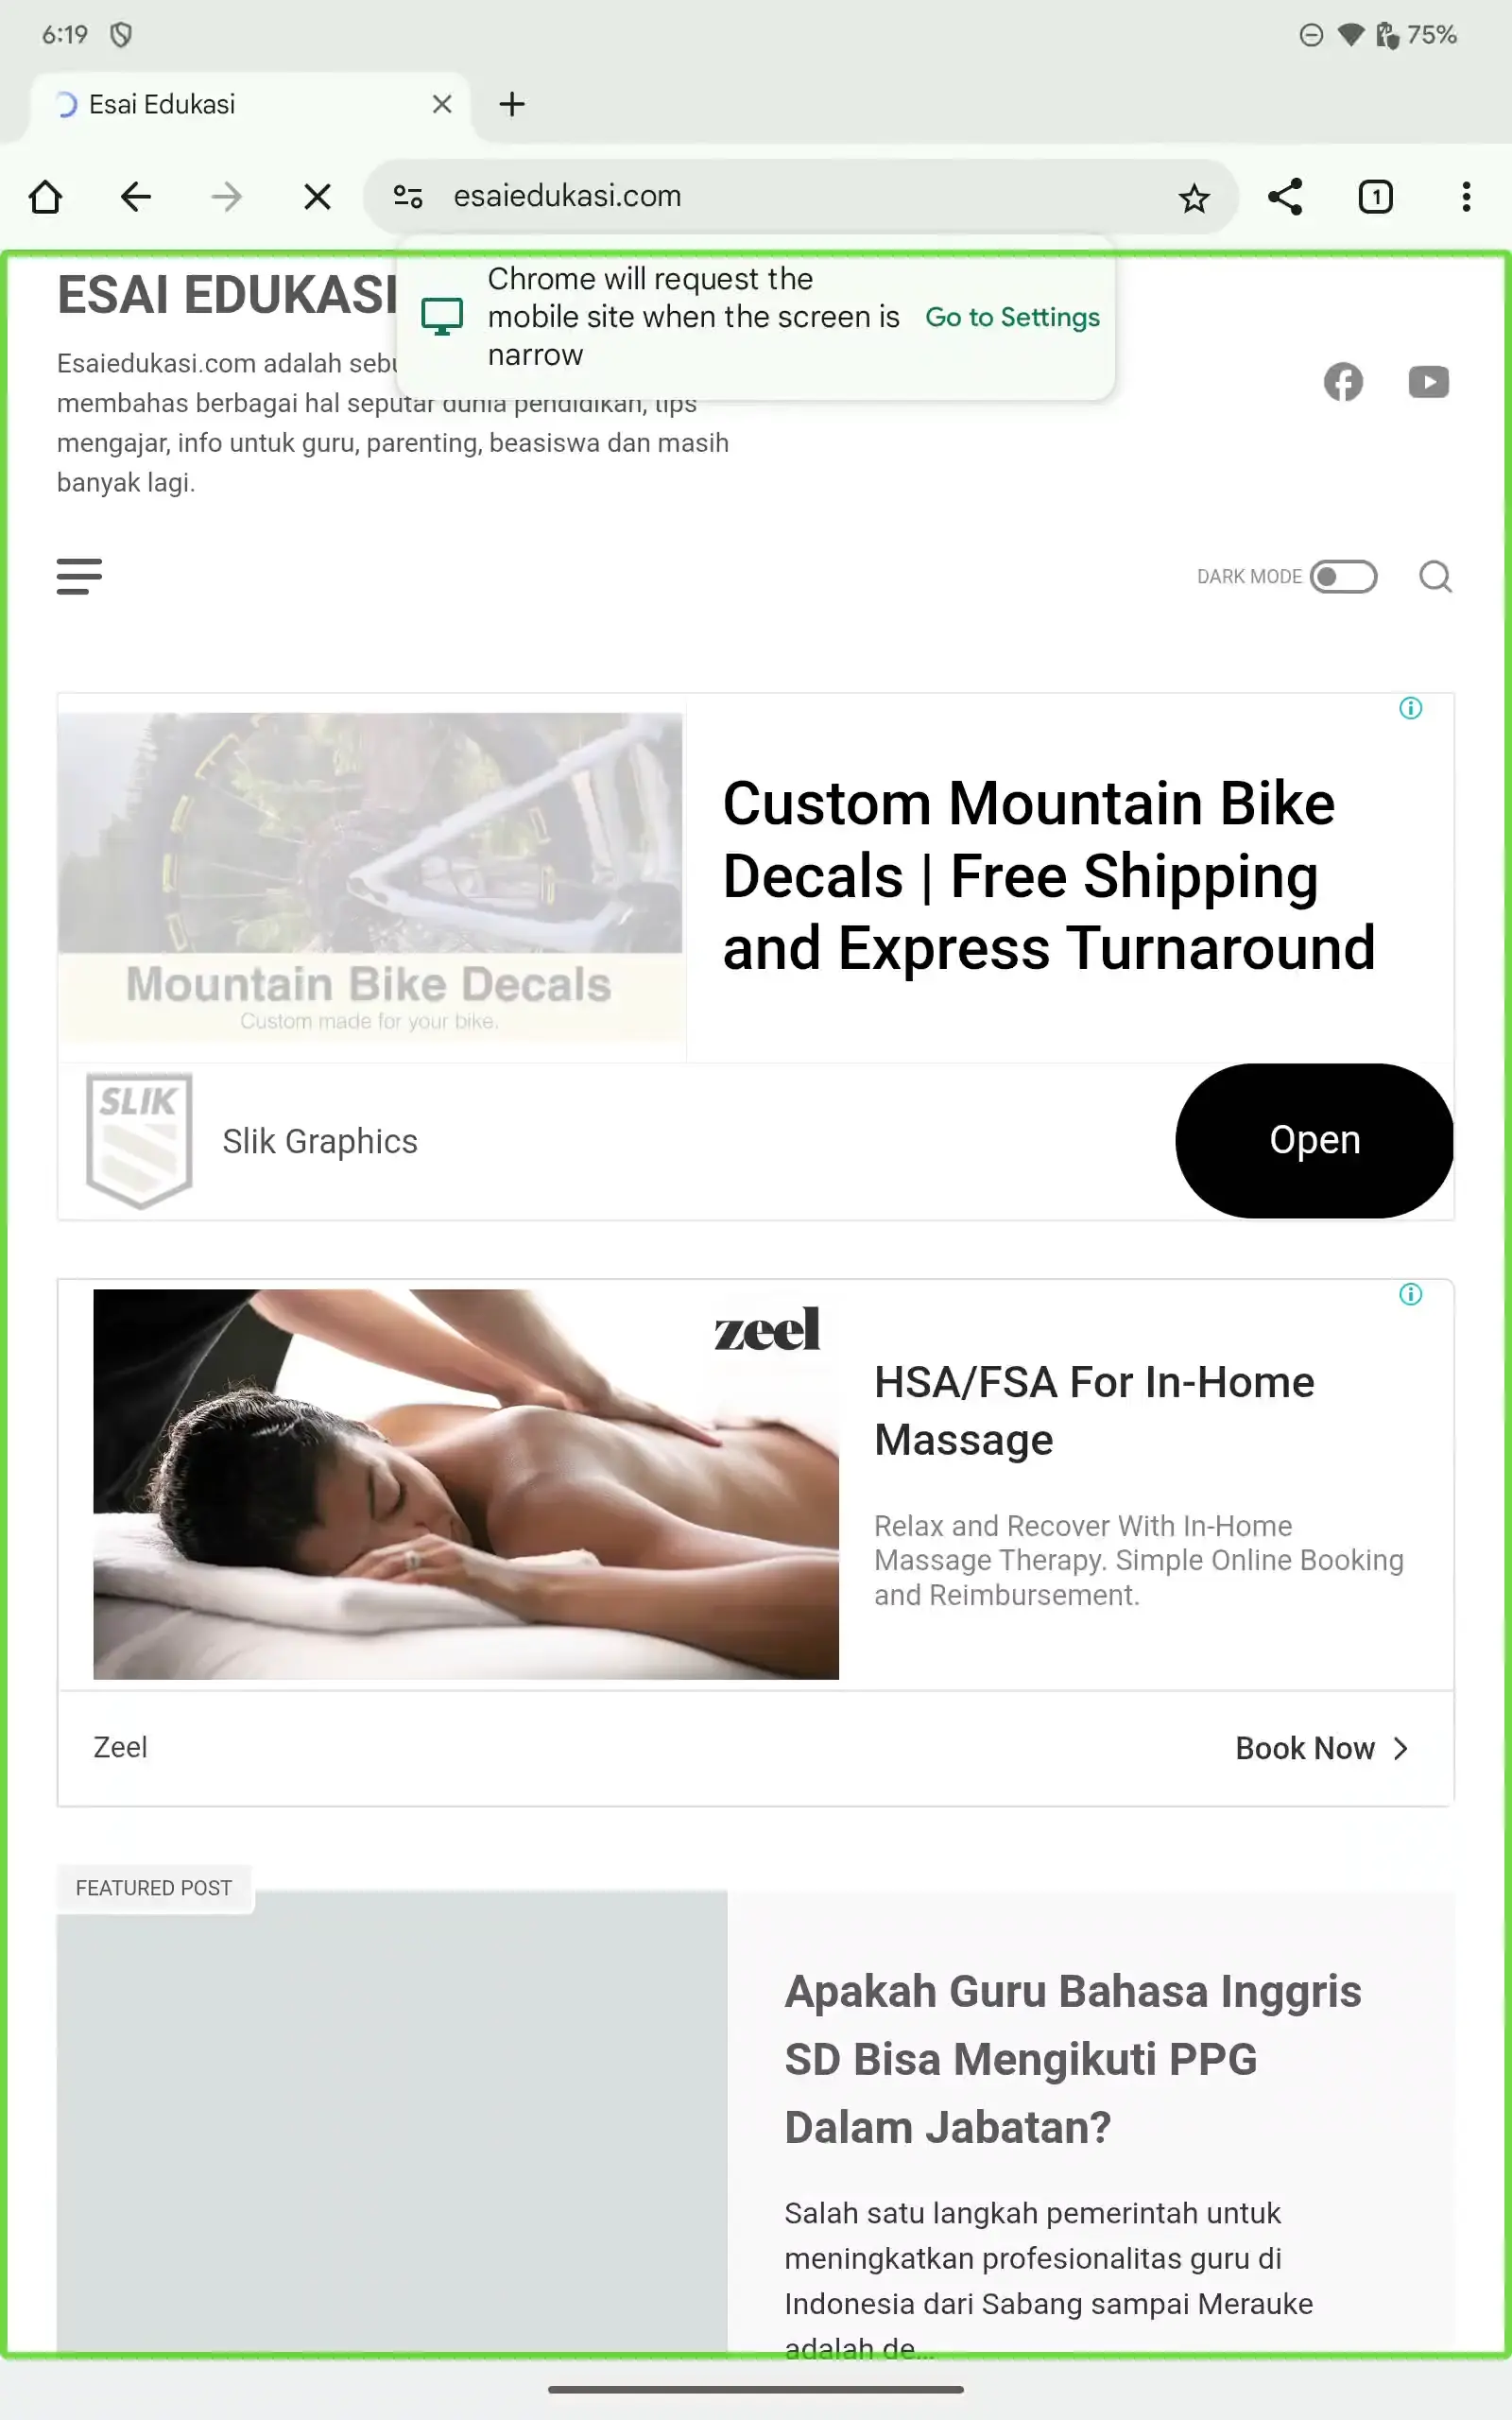 6:19
75%
Esai Edukasi
esaiedukasi.com
1
Chrome will request the
mobile site when the screen is
narrow
Go to Settings
ESAI EDUKASI
Esaiedukasi.com adalah
membahas berbagai hal seputar dunia pendidikan, tips
mengajar, info untuk guru, parenting, beasiswa dan masih
banyak lagi.
DARK MODE
Mountain Bike Decals
Custom made for your bike.
Custom Mountain Bike
Decals | Free Shipping
and Express Turnaround
SLIK
Slik Graphics
Open
zeel
HSA/FSA For In-Home
Massage
Relax and Recover With In-Home
Massage Therapy. Simple Online Booking
and Reimbursement.
Zeel
Book Now
FEATURED POST
Apakah Guru Bahasa Inggris
SD Bisa Mengikuti PPG
Dalam Jabatan?
Salah satu langkah pemerintah untuk
meningkatkan profesionalitas guru di
Indonesia dari Sabang sampai Merauke
adalah de...